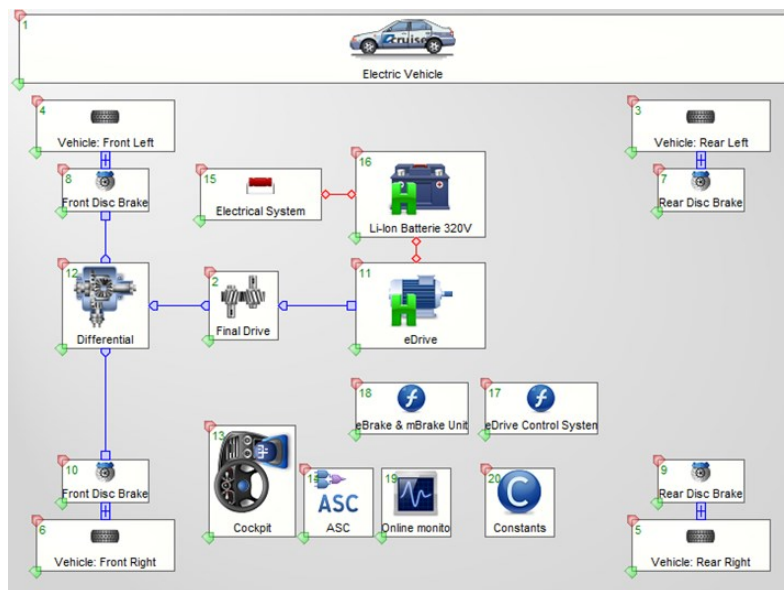 1
cruise
Electric Vehicle
4
Vehicle: Front Left
3
Vehicle: Rear Left
8
Front Disc Brake
15
Electrical System
16
Li-Ion Batterie 320V
7
Rear Disc Brake
12
Differential
2
Final Drive
11
eDrive
18
eBrake & mBrake Unit
17
eDrive Control System
13
Cockpit
14
ASC
ASC
19
Online monito
20
C
Constants
10
Front Disc Brake
9
Rear Disc Brake
6
Vehicle: Front Right
5
Vehicle: Rear Right